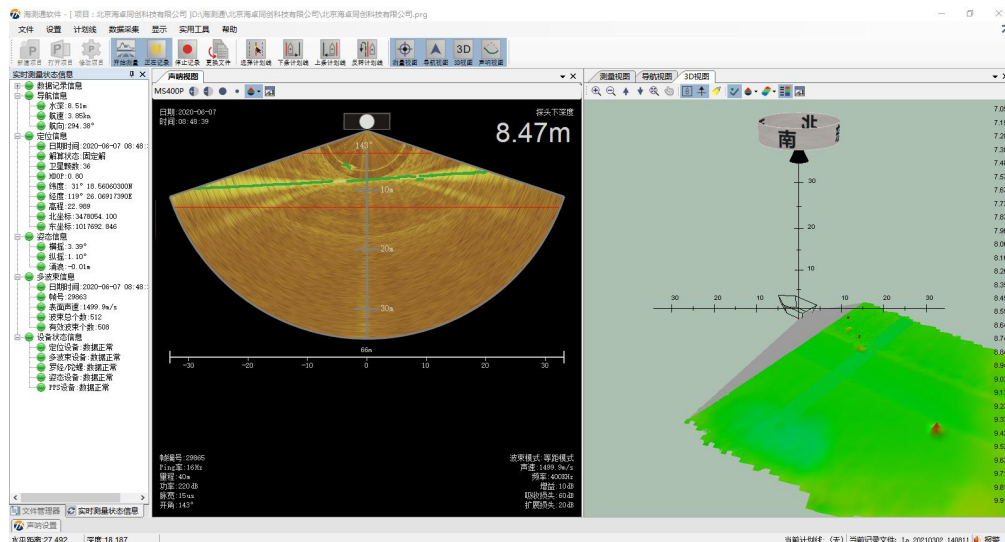 海测通软件 - [ 项目：北京海卓同创科技有限公司 ]D:\海测通\北京海卓同创科技有限公司\北京海卓同创科技有限公司.prg
文件 设置 计划线 数据采集 显示 实用工具 帮助
新建项目 打开项目 修改项目 开始测量 正在记录 停止记录 更换文件 选择计划线 下条计划线 上条计划线 反转计划线 测量视图 导航视图 3D视图 声呐视图
实时测量状态信息
数据记录信息
导航信息
水深:8.51m
航速:3.85kn
航向:294.38°
定位信息
日期时间:2020-06-07 08:48:
解算状态:固定解
卫星颗数:36
HDOP:0.80
纬度: 31° 18.56060300N
经度:119° 26.06917390E
高程:22.989
北坐标:3478054.100
东坐标:1017692.846
姿态信息
横摇:3.39°
纵摇:1.10°
涌浪:-0.01m
多波束信息
日期时间:2020-06-07 08:48:
帧号:29863
表面声速:1499.9m/s
波束总个数:512
有效波束个数:508
设备状态信息
定位设备:数据正常
多波束设备:数据正常
罗经/陀螺:数据正常
姿态设备:数据正常
PPS设备:数据正常
文件管理器 实时测量状态信息
声呐视图
MS400P
日期:2020-06-07
时间:08:48:39
探头下深度
8.47m
143°
10m
20m
30m
66m
-30 -20 -10 0 10 20 30
帧编号:29865
Ping率:16Hz
量程:40m
功率:220dB
脉宽:15us
开角:143°
波束模式:等距模式
声速:1499.9m/s
频率:400KHz
增益:10dB
吸收损失:60dB
扩展损失:20dB
测量视图 导航视图 3D视图
北
南
30
20
10
30 20 10 10 20 30
声呐设置
水平距离:27.492 深度:18.187
当前计划线: (无) 当前记录文件: Ln_20210302_140811 报警